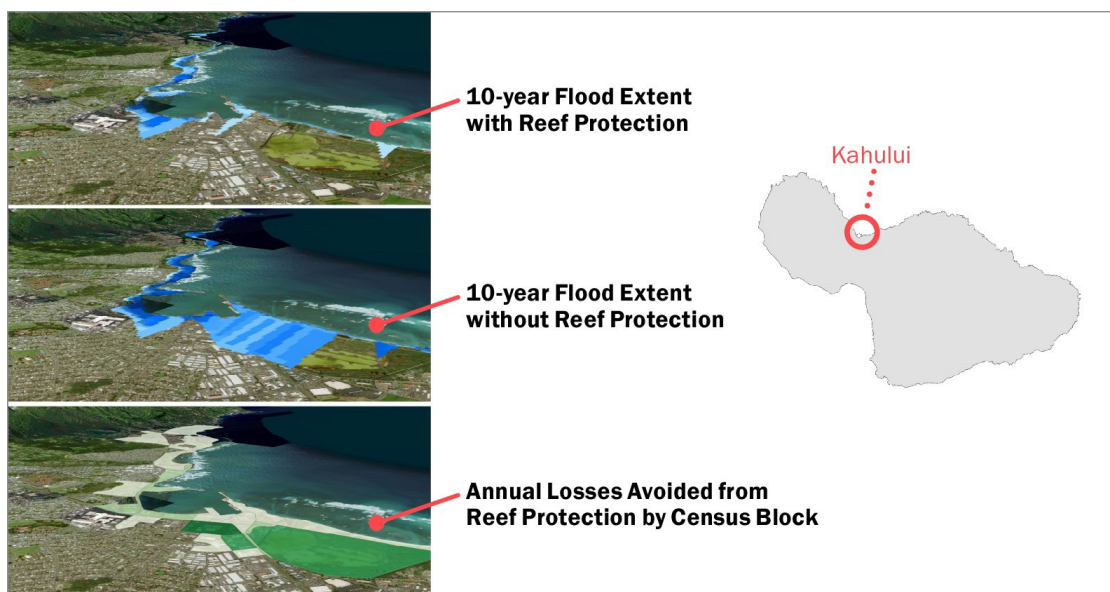 10-year Flood Extent
with Reef Protection
Kahului
10-year Flood Extent
without Reef Protection
Annual Losses Avoided from
Reef Protection by Census Block